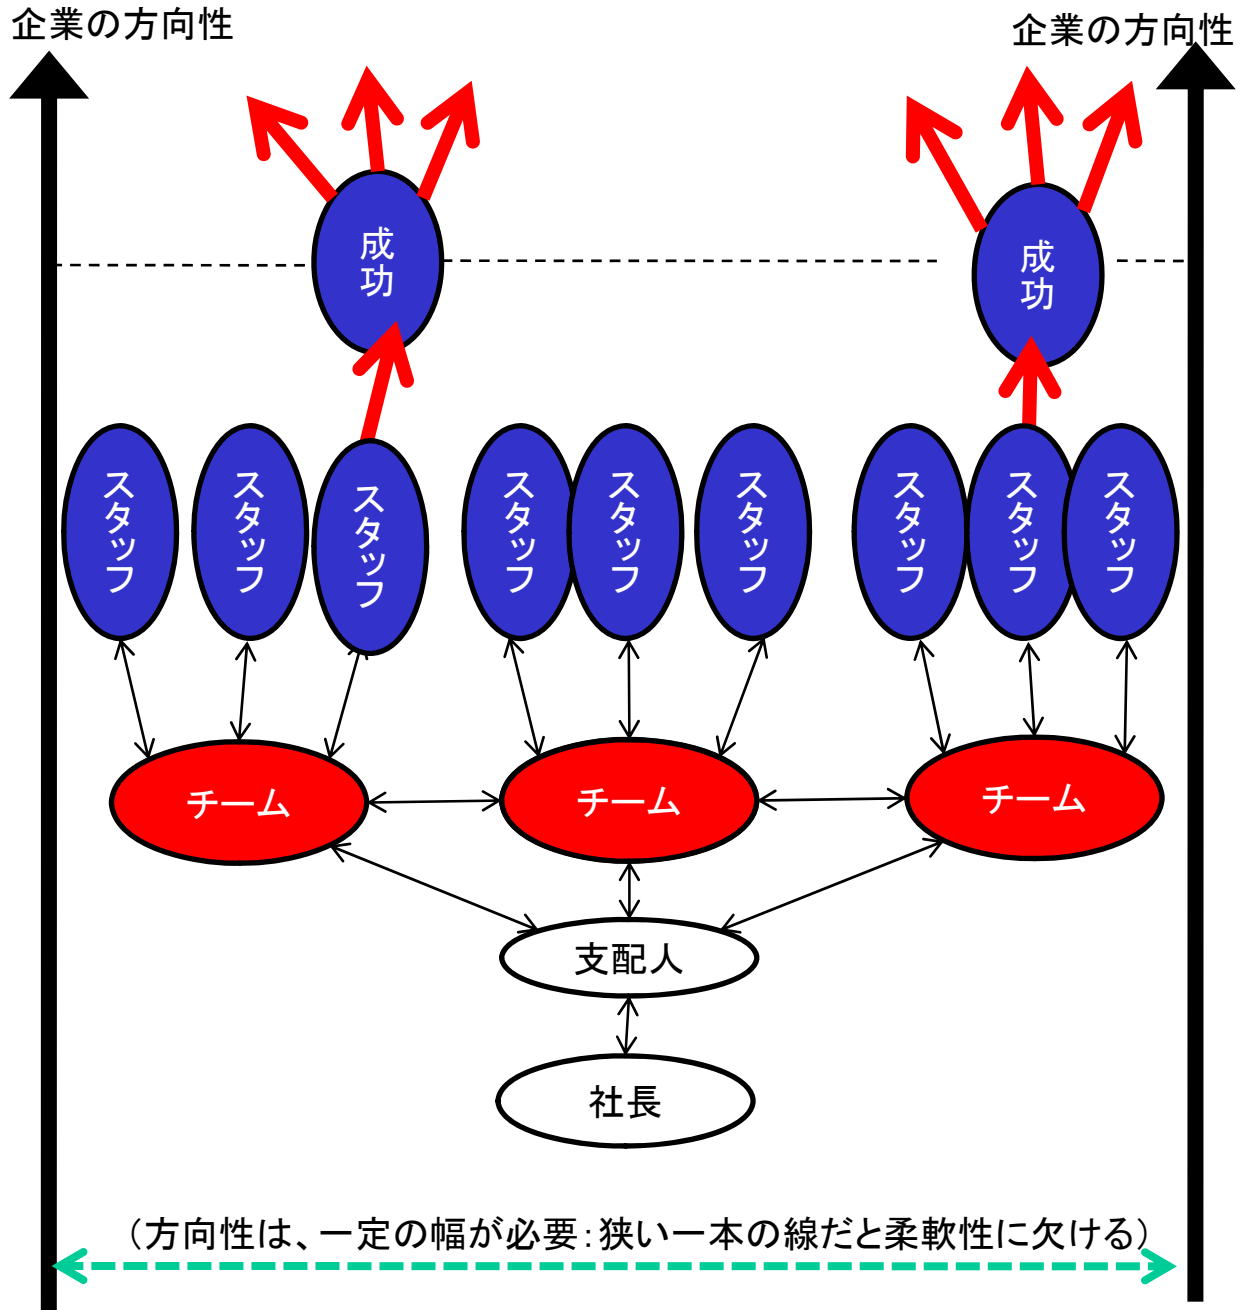 企業の方向性
企業の方向性
成功
成功
スタッフ
スタッフ
スタッフ
スタッフ
スタッフ
スタッフ
スタッフ
スタッフ
スタッフ
チーム
チーム
チーム
支配人
社長
（方向性は、一定の幅が必要：狭い一本の線だと柔軟性に欠ける）